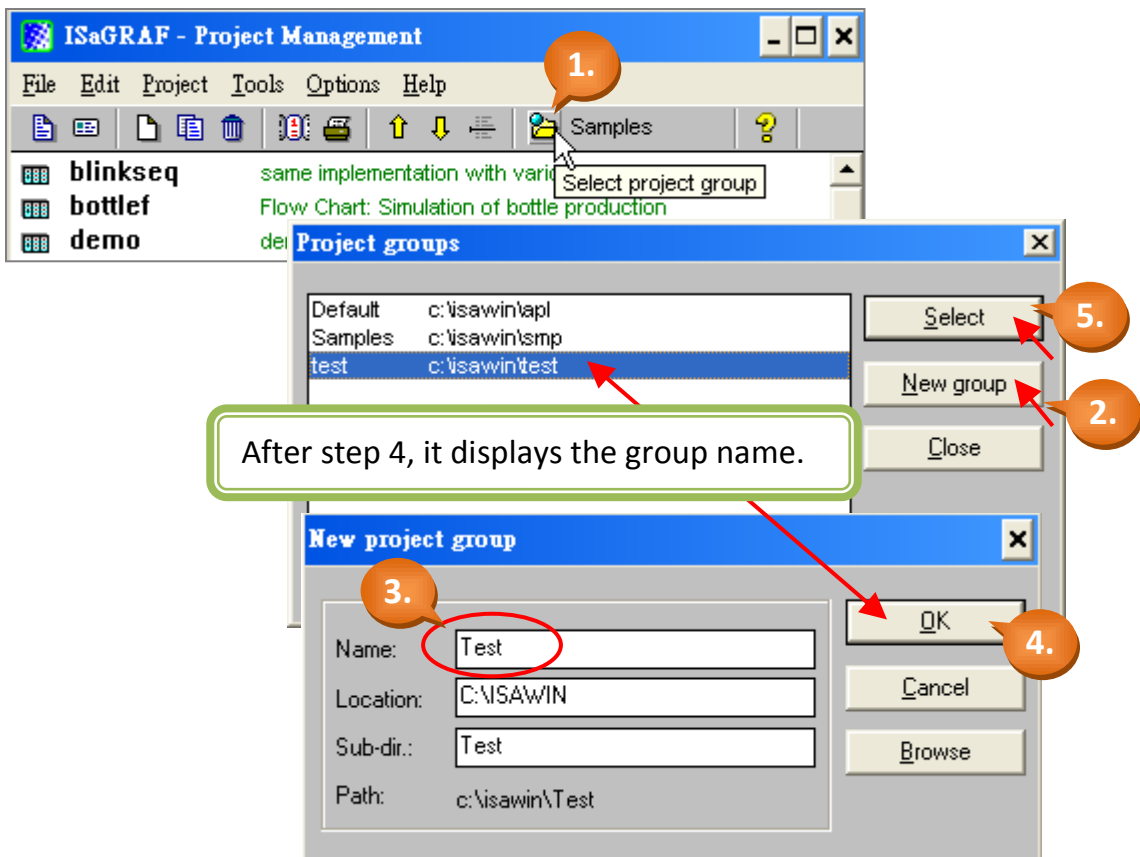 ISaGRAF - Project Management
1.
File Edit Project Tools Options Help
Samples
blinkseq same implementation with vari
Select project group
bottlef Flow Chart: Simulation of bottle production
demo de
Project groups
Default c:\isawin\apl
Samples c:\isawin\smp
test c:\isawin\test
Select
5.
New group
2.
Close
After step 4, it displays the group name.
New project group
3.
Name: Test
Location: C:\ISAWIN
Sub-dir.: Test
Path: c:\isawin\Test
OK
4.
Cancel
Browse